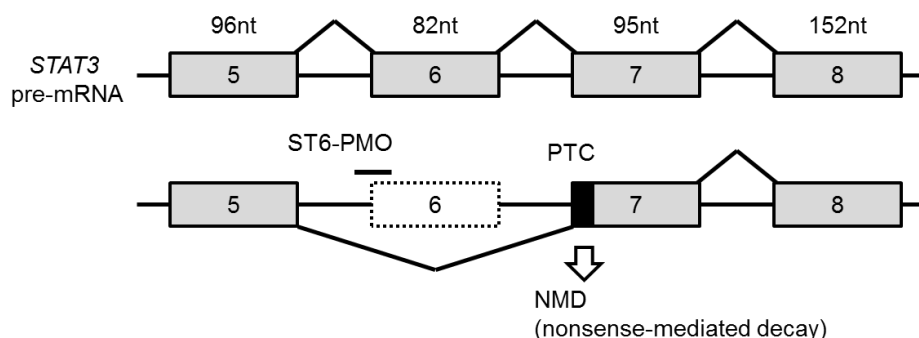 96nt 82nt 95nt 152nt
STAT3
pre-mRNA
5 6 7 8
ST6-PMO PTC
5 6 7 8
NMD
(nonsense-mediated decay)